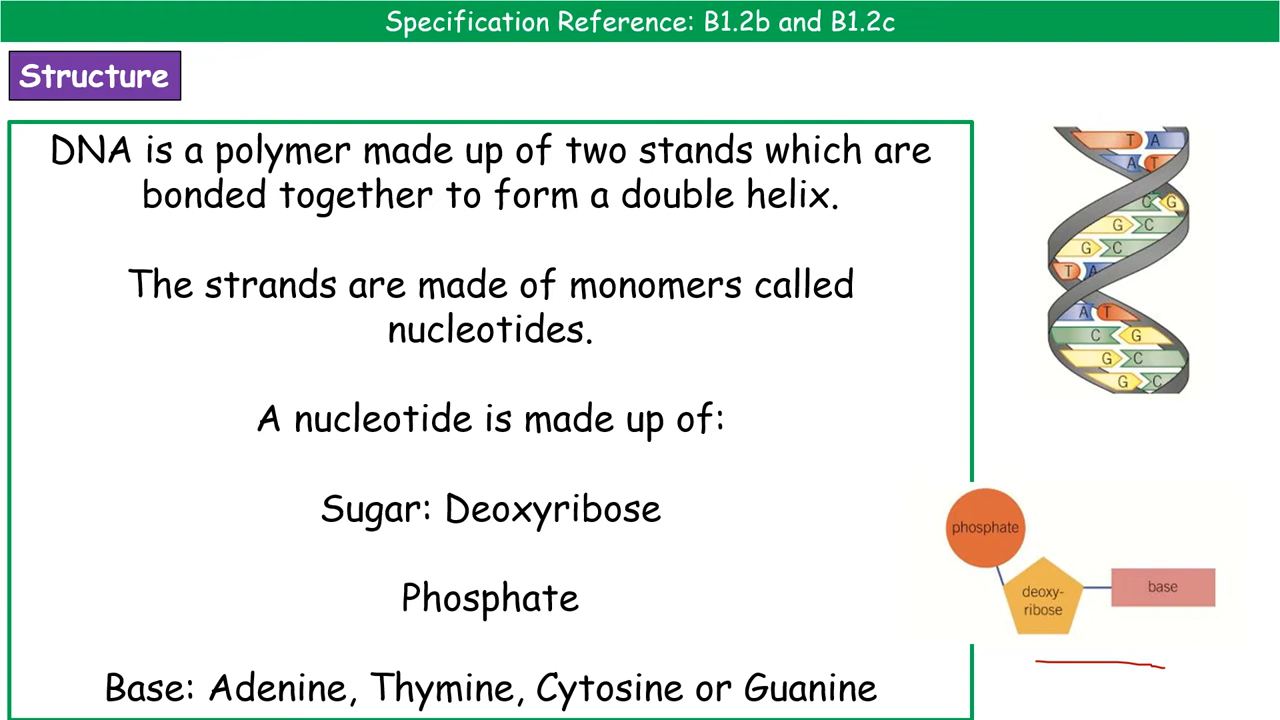 Specification Reference: B1.2b and B1.2c
Structure
DNA is a polymer made up of two stands which are
bonded together to form a double helix.
The strands are made of monomers called
nucleotides.
A nucleotide is made up of:
Sugar: Deoxyribose
Phosphate
Base: Adenine, Thymine, Cytosine or Guanine
T A
A T
C G
G C
G C
T A
A T
C G
G C
G C
phosphate
deoxy-
ribose
base